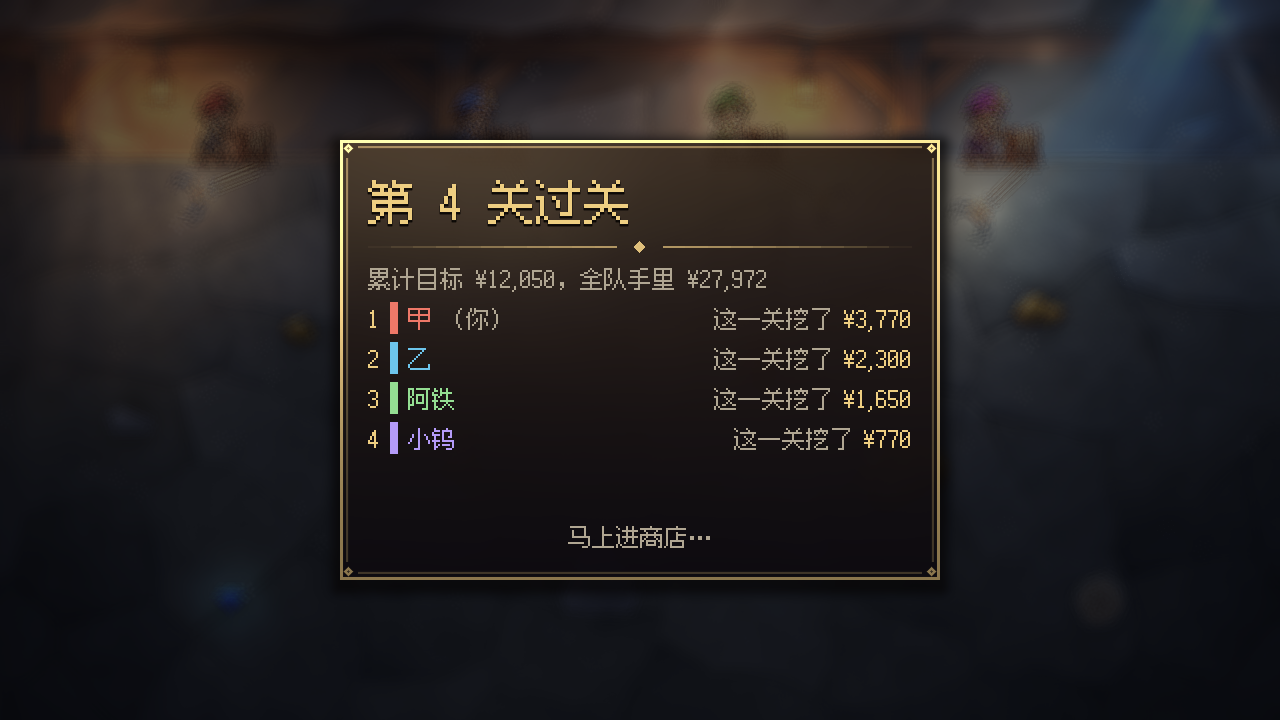 第 4 关过关
累计目标 ¥12,050，全队手里 ¥27,972
1 甲 （你） 这一关挖了 ¥3,770
2 乙 这一关挖了 ¥2,300
3 阿铁 这一关挖了 ¥1,650
4 小钨 这一关挖了 ¥770
马上进商店…